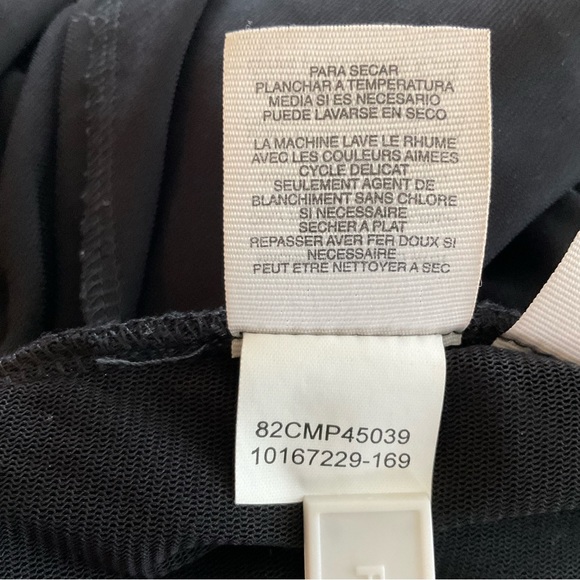 PARA SECAR
PLANCHAR A TEMPERATURA
MEDIA SI ES NECESARIO
PUEDE LAVARSE EN SECO
LA MACHINE LAVE LE RHUME
AVEC LES COULEURS AIMEES
CYCLE DELICAT
SEULEMENT AGENT DE
BLANCHIMENT SANS CHLORE
SI NECESSAIRE
SECHER A PLAT
REPASSER AVER FER DOUX SI
NECESSAIRE
PEUT ETRE NETTOYER A SEC
82CMP45039
10167229-169